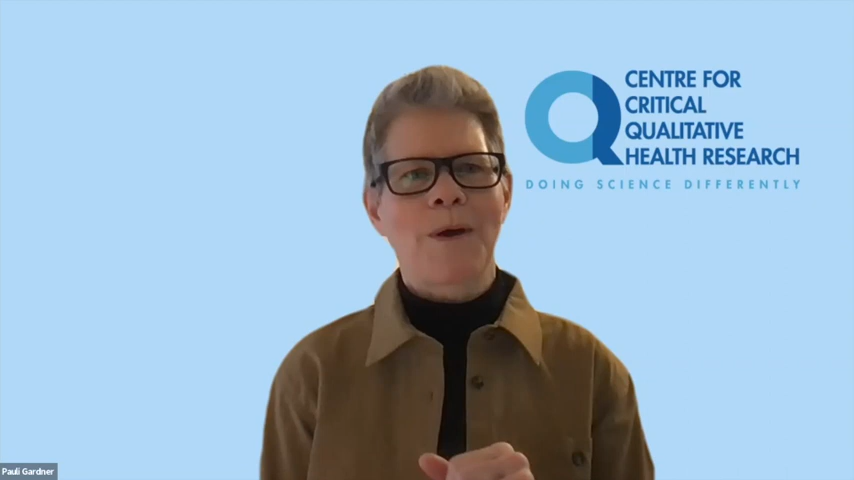 CENTRE FOR
CRITICAL
QUALITATIVE
HEALTH RESEARCH
DOING SCIENCE DIFFERENTLY
Pauli Gardner